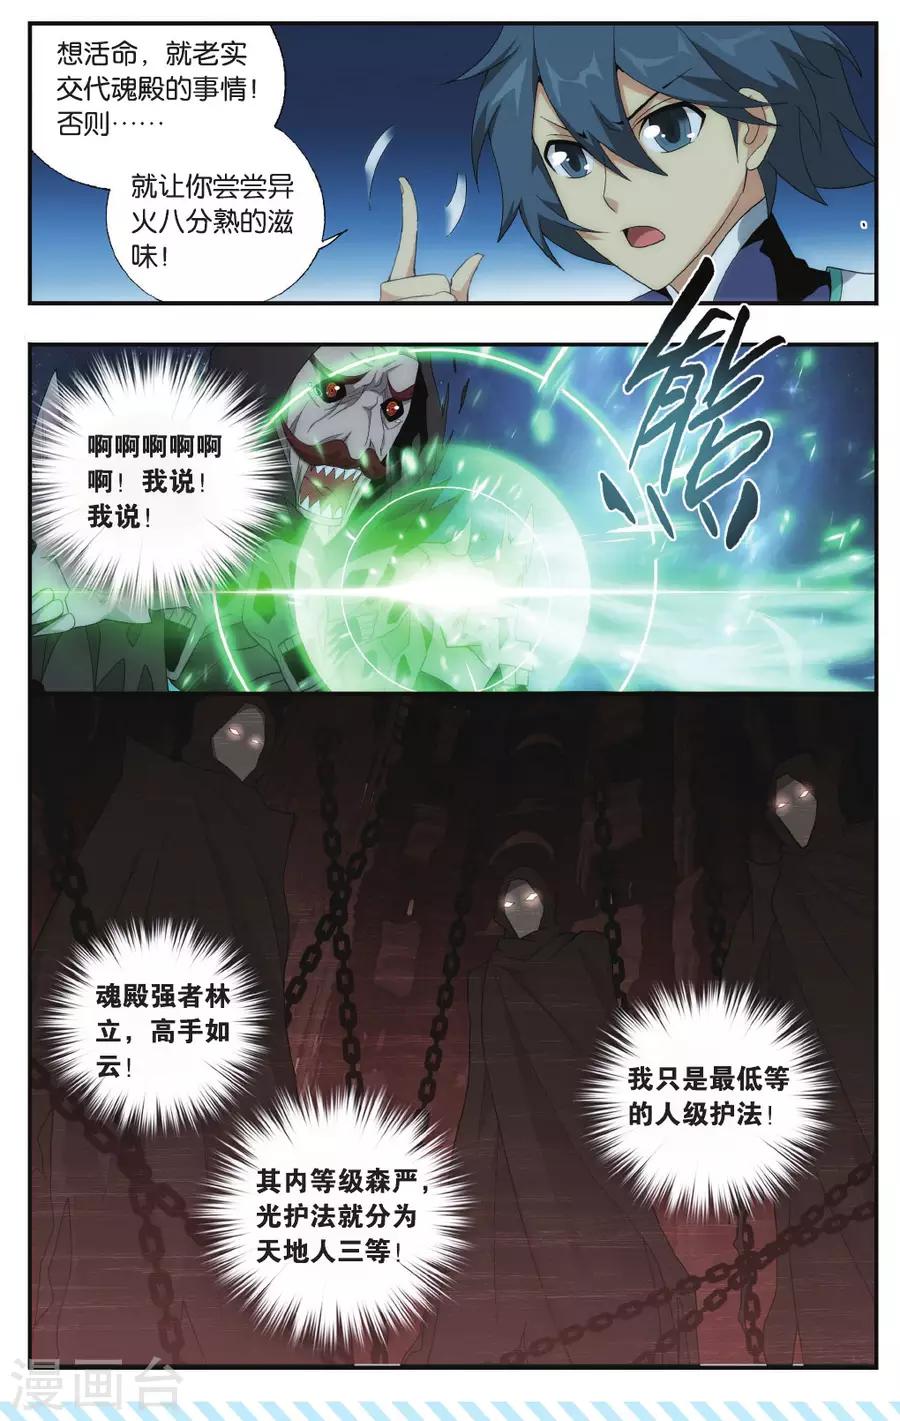 想活命，就老实
交代魂殿的事情！
否则……
就让你尝尝异
火八分熟的滋
味！
啊啊啊啊啊
啊！我说！
我说！
魂殿强者林
立，高手如
云！
其内等级森严，
光护法就分为
天地人三等！
我只是最低等
的人级护法！
漫画台